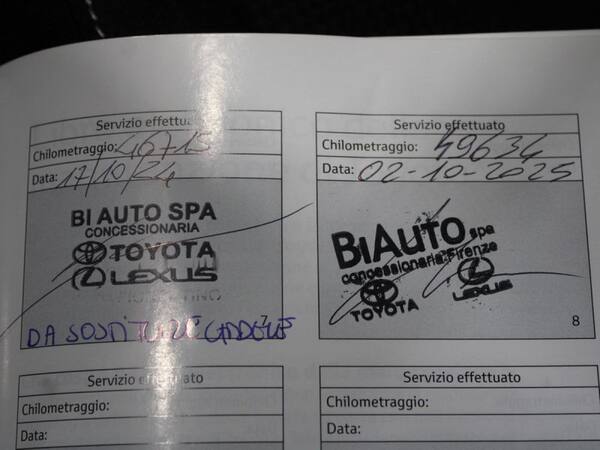 Servizio effettuato
Chilometraggio: 46715
Data: 17/10/24
BI AUTO SPA
CONCESSIONARIA
TOYOTA
LEXUS
DA SOSTITUIRE
7
Servizio effettuato
Chilometraggio: 49634
Data: 02-10-2025
BIAUTO spa
concessionaria Firenze
TOYOTA
LEXUS
8
Servizio effettuato
Chilometraggio:
Data:
Servizio effettuato
Chilometraggio:
Data: